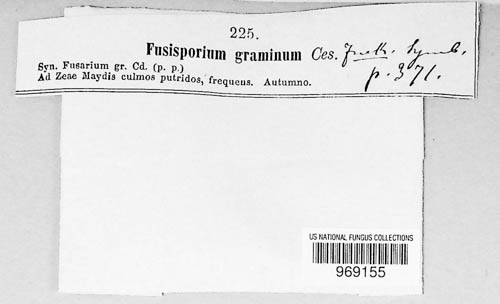 225.
Fusisporium graminum Ces. Fuck. Symb.
p. 371.
Syn. Fusarium gr. Cd. (p. p.)
Ad Zeae Maydis culmos putridos, frequens. Autumno.
US NATIONAL FUNGUS COLLECTIONS
969155